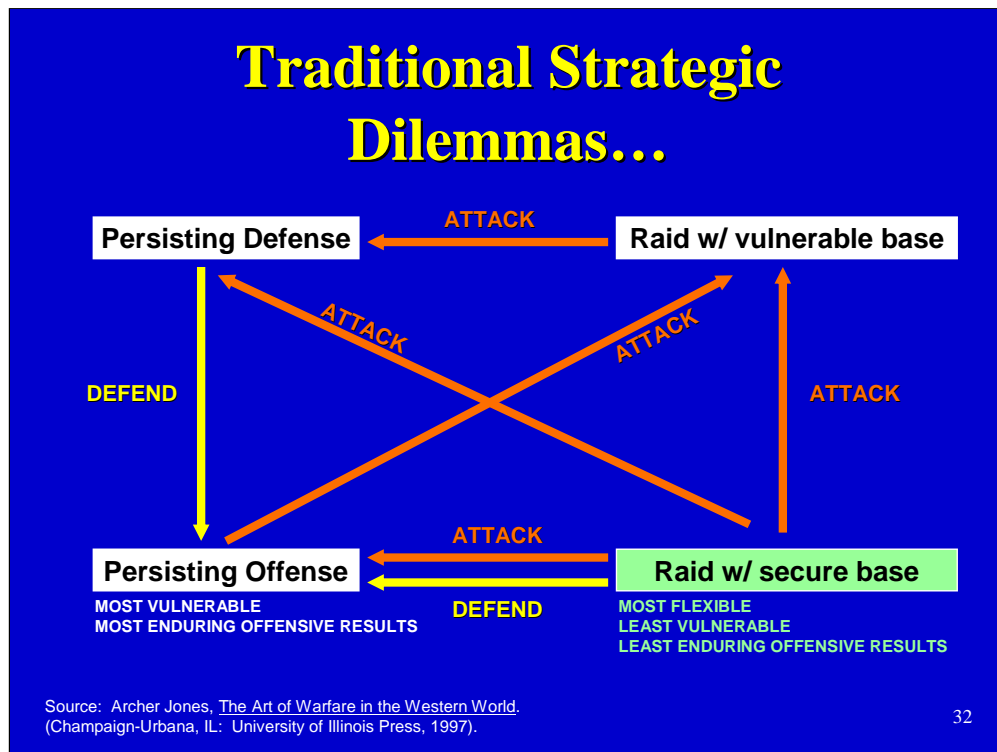 Traditional Strategic
Dilemmas…
ATTACK
Persisting Defense
Raid w/ vulnerable base
ATTACK
ATTACK
DEFEND
ATTACK
ATTACK
Persisting Offense
Raid w/ secure base
DEFEND
MOST VULNERABLE
MOST ENDURING OFFENSIVE RESULTS
MOST FLEXIBLE
LEAST VULNERABLE
LEAST ENDURING OFFENSIVE RESULTS
Source: Archer Jones, The Art of Warfare in the Western World.
(Champaign-Urbana, IL: University of Illinois Press, 1997).
32